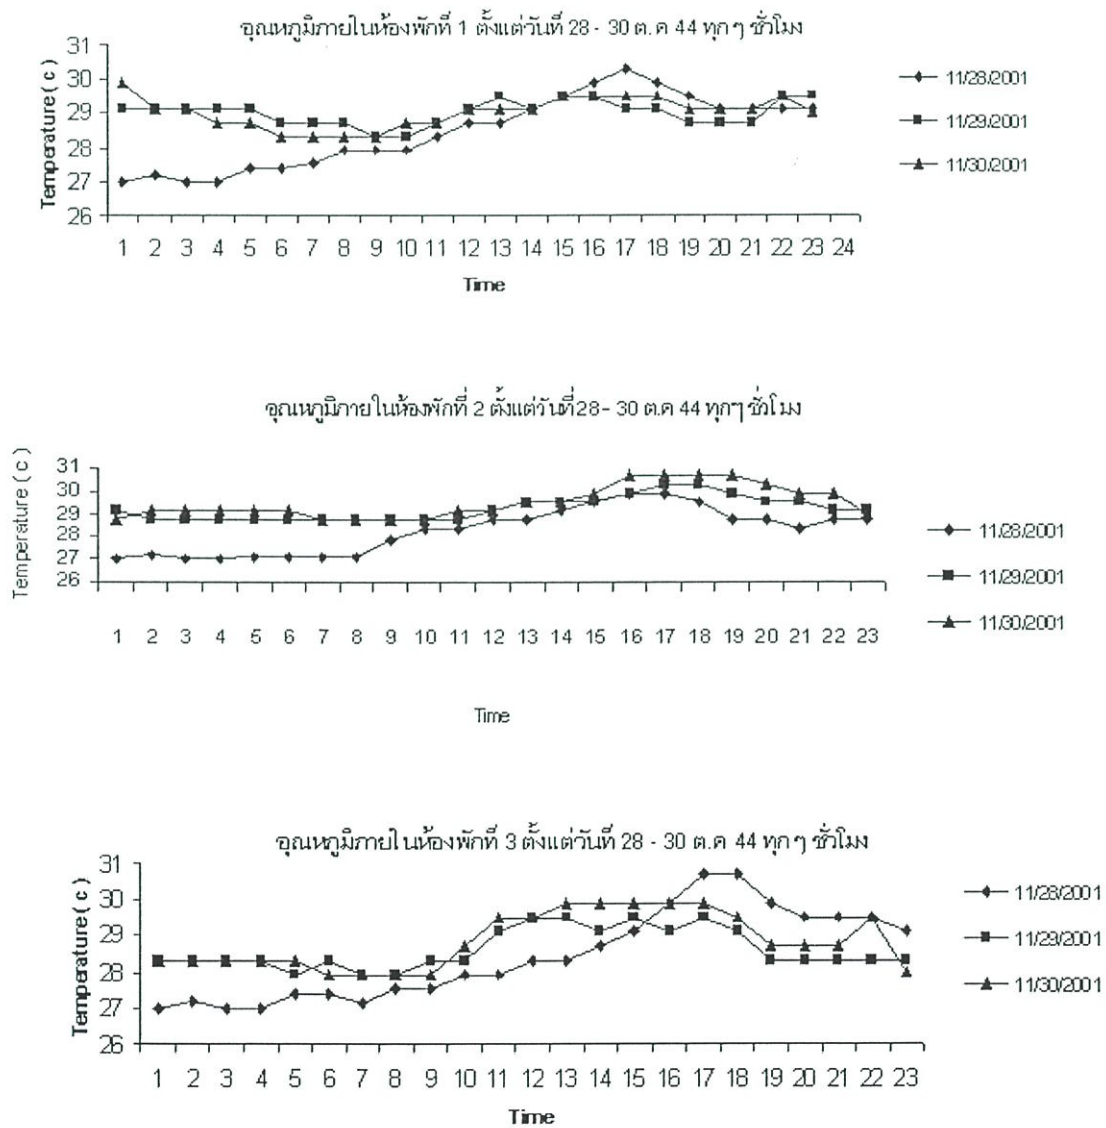 อุณหภูมิภายในห้องพักที่ 1 ตั้งแต่วันที่ 28 - 30 ต.ค 44 ทุกๆ ชั่วโมง
31
30
29
28
27
26
Temperature ( c )
1 2 3 4 5 6 7 8 9 10 11 12 13 14 15 16 17 18 19 20 21 22 23 24
Time
11/28/2001
11/29/2001
11/30/2001
อุณหภูมิภายในห้องพักที่ 2 ตั้งแต่วันที่28 - 30 ต.ค 44 ทุกๆ ชั่วโมง
31
30
29
28
27
26
Temperature ( c )
1 2 3 4 5 6 7 8 9 10 11 12 13 14 15 16 17 18 19 20 21 22 23
Time
11/28/2001
11/29/2001
11/30/2001
อุณหภูมิภายในห้องพักที่ 3 ตั้งแต่วันที่ 28 - 30 ต.ค 44 ทุกๆ ชั่วโมง
31
30
29
28
27
26
Temperature ( c )
1 2 3 4 5 6 7 8 9 10 11 12 13 14 15 16 17 18 19 20 21 22 23
Time
11/28/2001
11/29/2001
11/30/2001